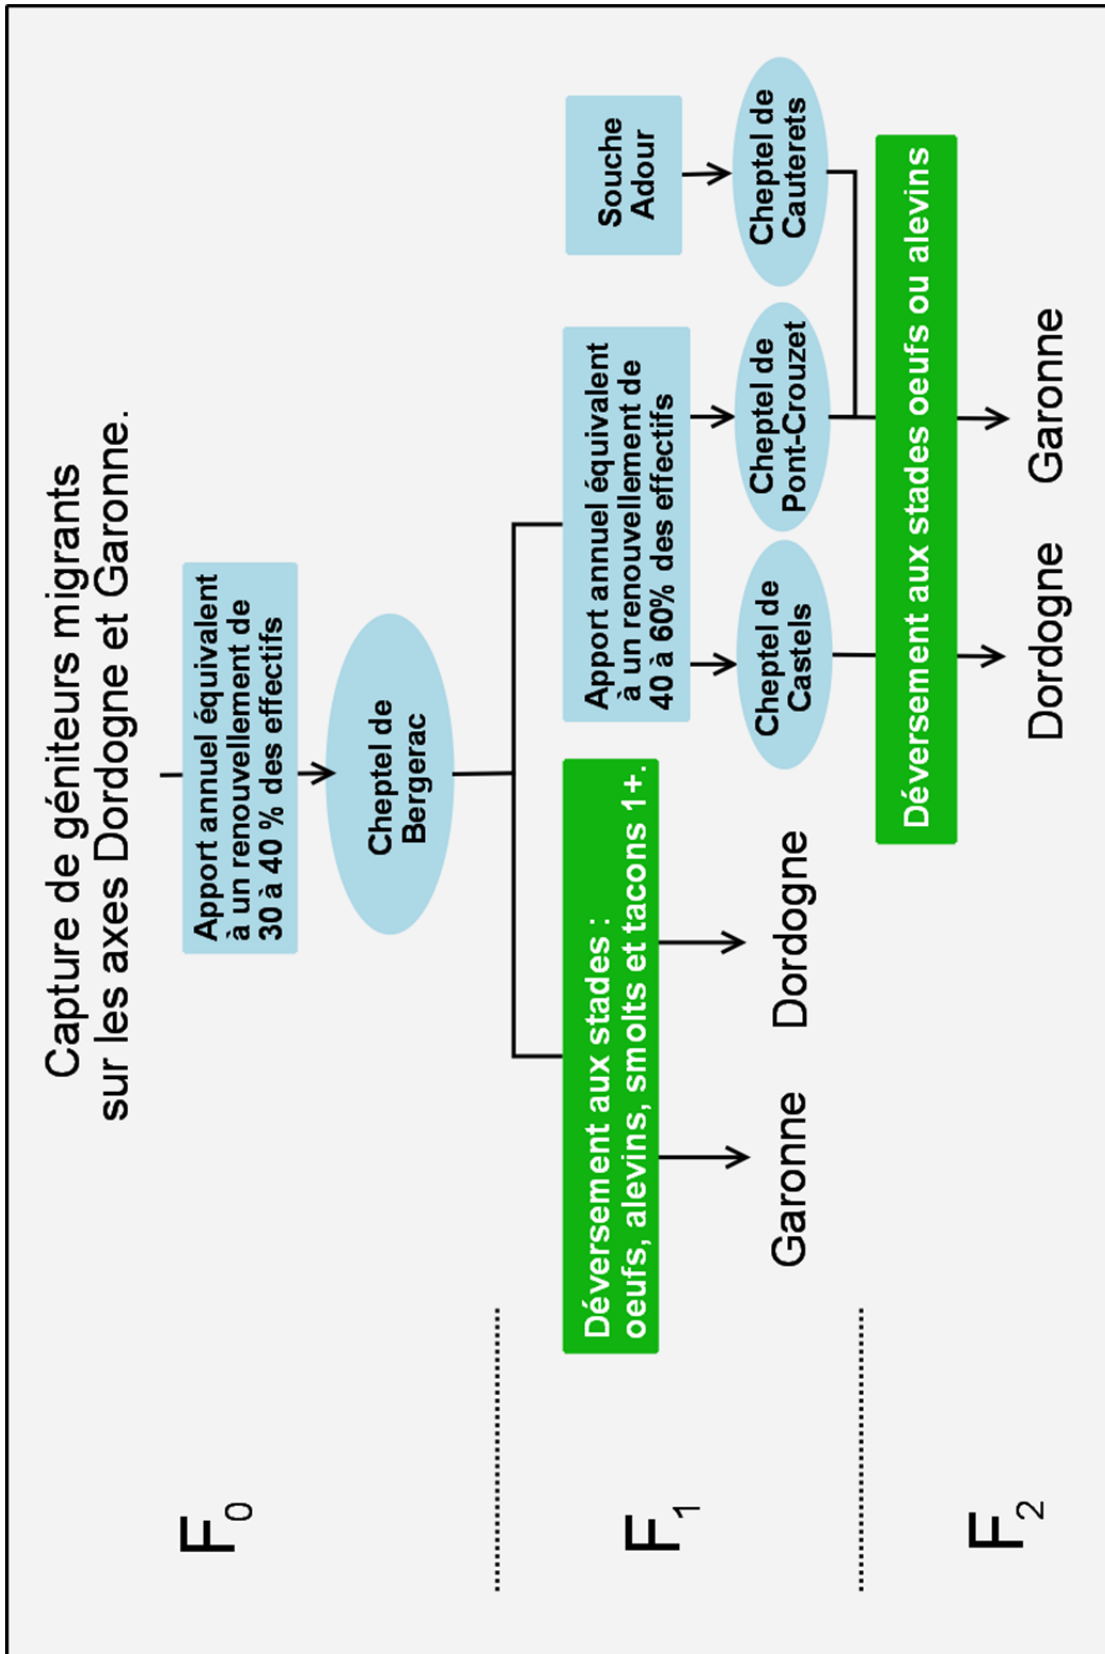 Capture de géniteurs migrants
sur les axes Dordogne et Garonne.
F0
Apport annuel équivalent
à un renouvellement de
30 à 40 % des effectifs
Cheptel de
Bergerac
F1
Déversement aux stades :
oeufs, alevins, smolts et tacons 1+.
Garonne
Dordogne
Apport annuel équivalent
à un renouvellement de
40 à 60% des effectifs
Souche
Adour
Cheptel de
Castels
Cheptel de
Pont-Crouzet
Cheptel de
Cauterets
F2
Déversement aux stades oeufs ou alevins
Dordogne
Garonne